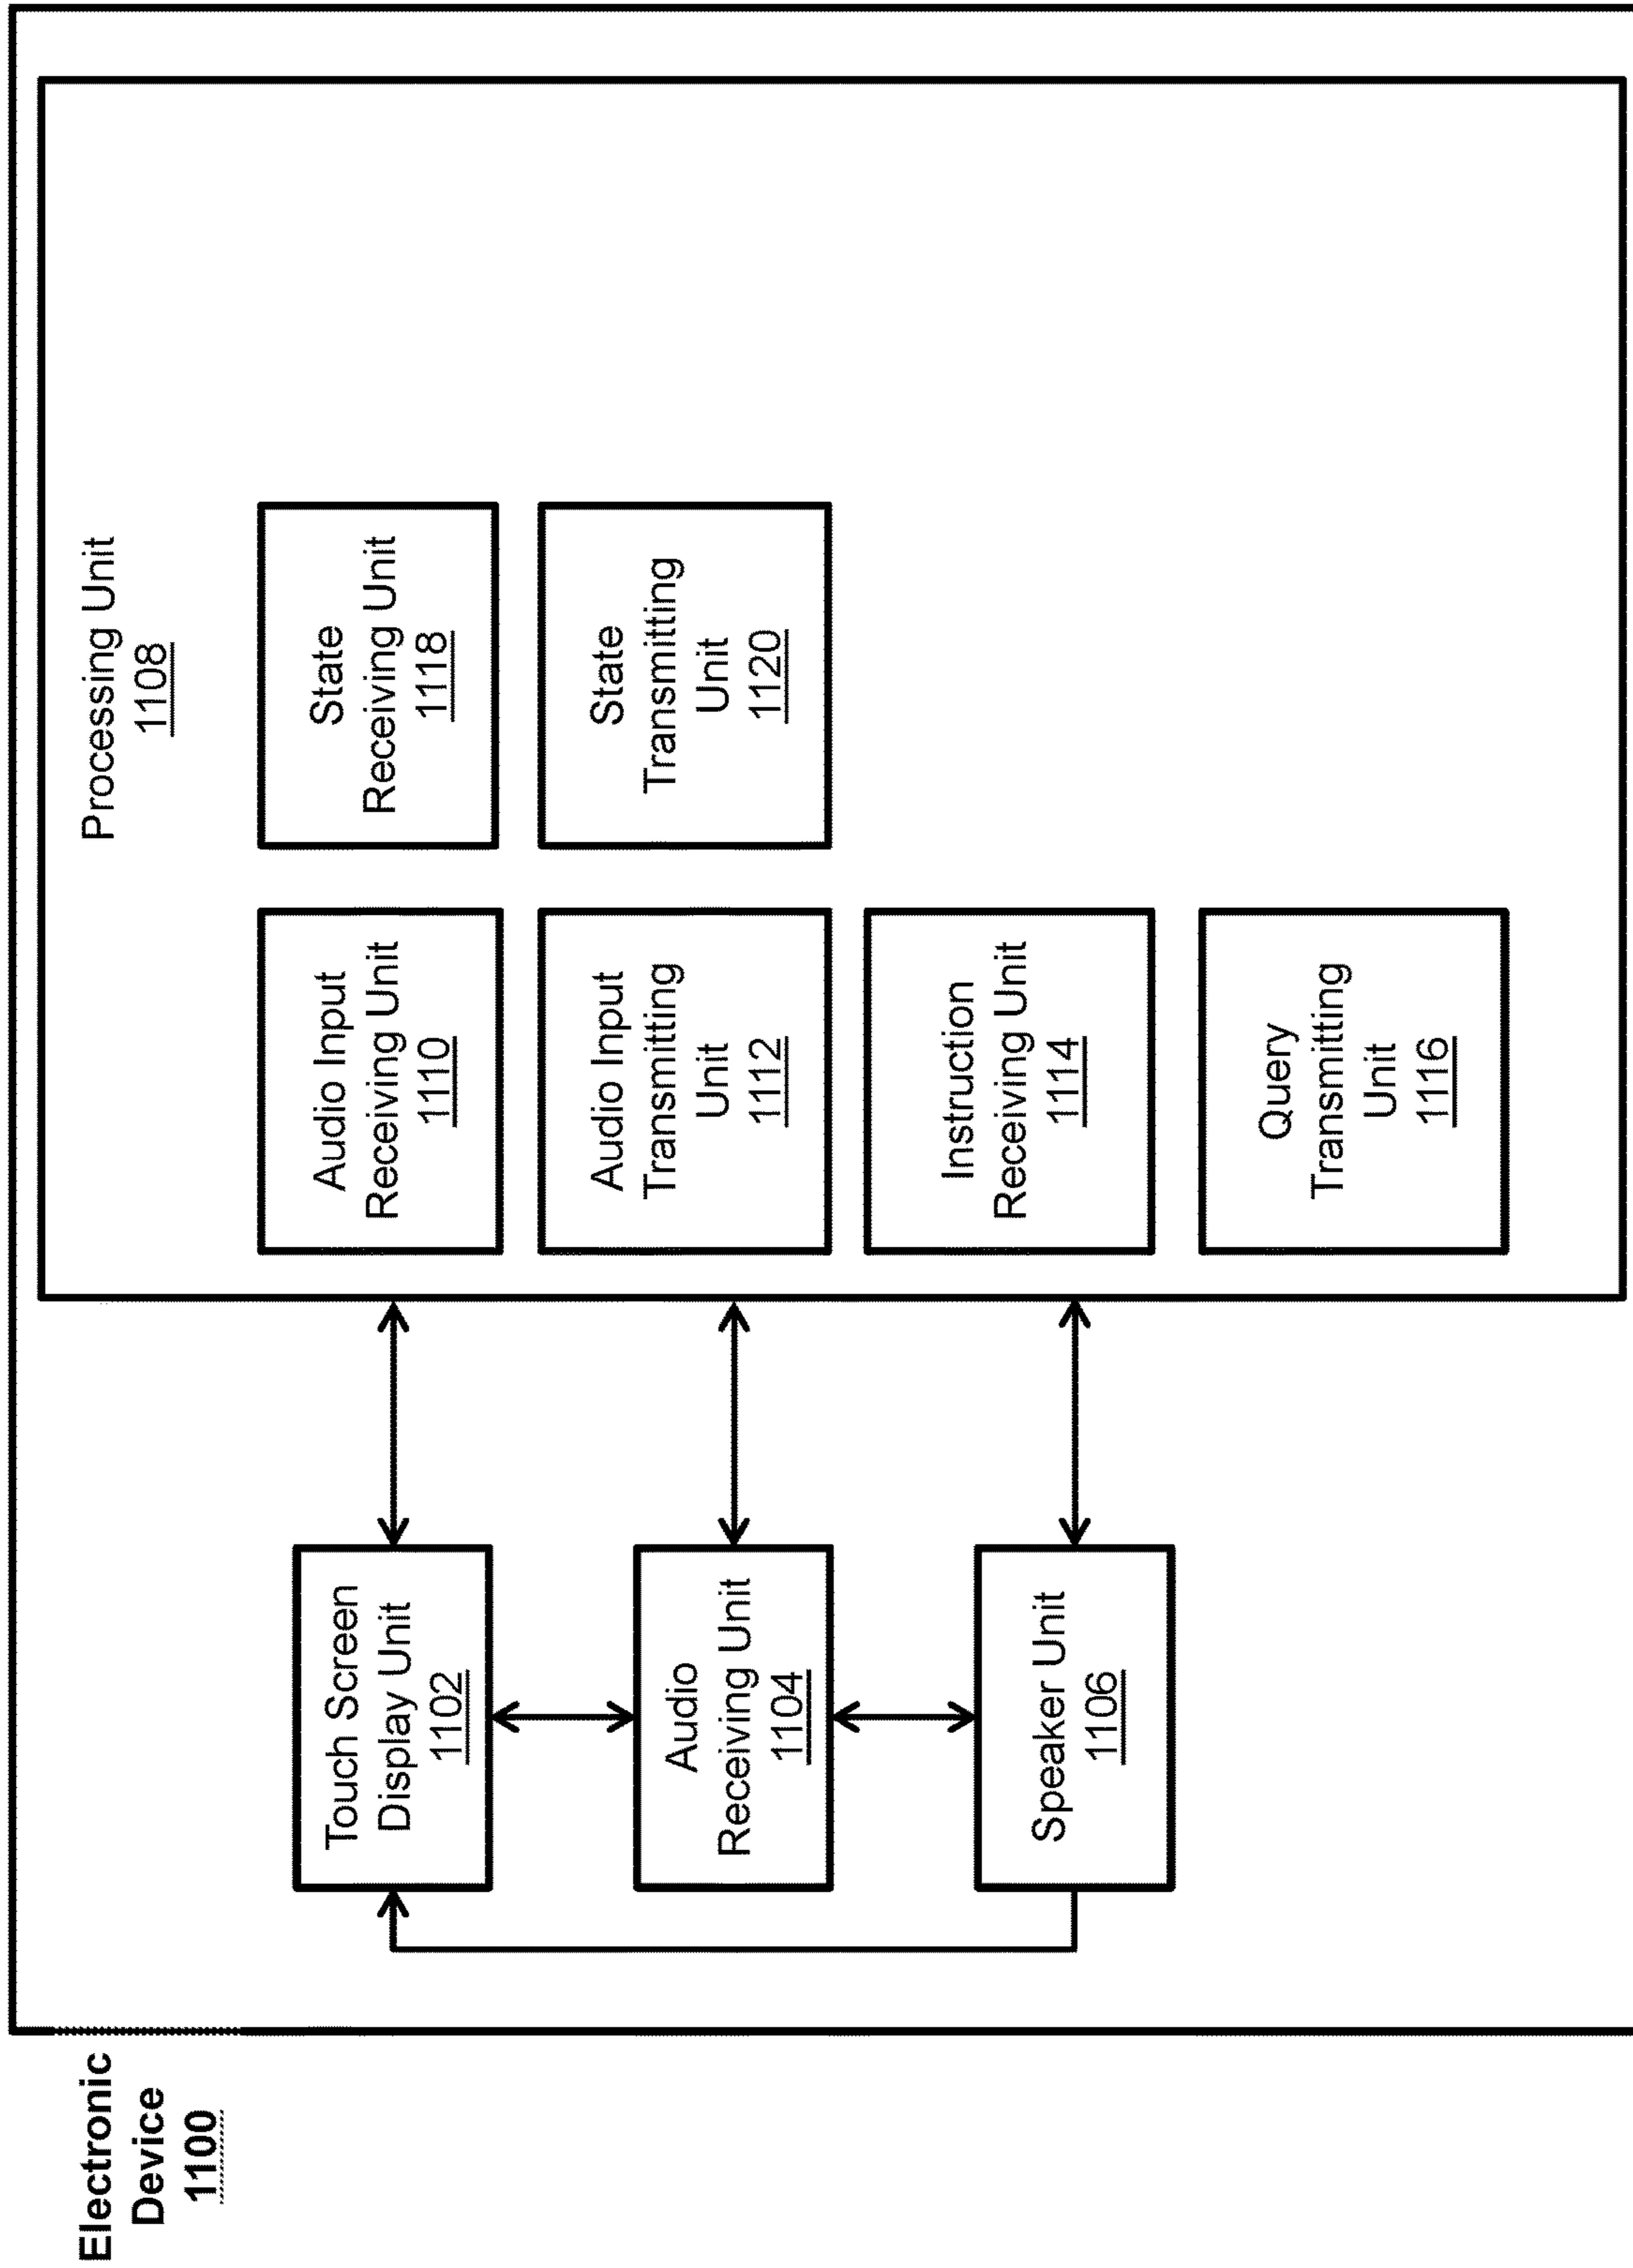 Electronic
Device
1100
Touch Screen
Display Unit
1102
Audio
Receiving Unit
1104
Speaker Unit
1106
Processing Unit
1108
Audio Input
Receiving Unit
1110
State
Receiving Unit
1118
Audio Input
Transmitting
Unit
1112
State
Transmitting
Unit
1120
Instruction
Receiving Unit
1114
Query
Transmitting
Unit
1116